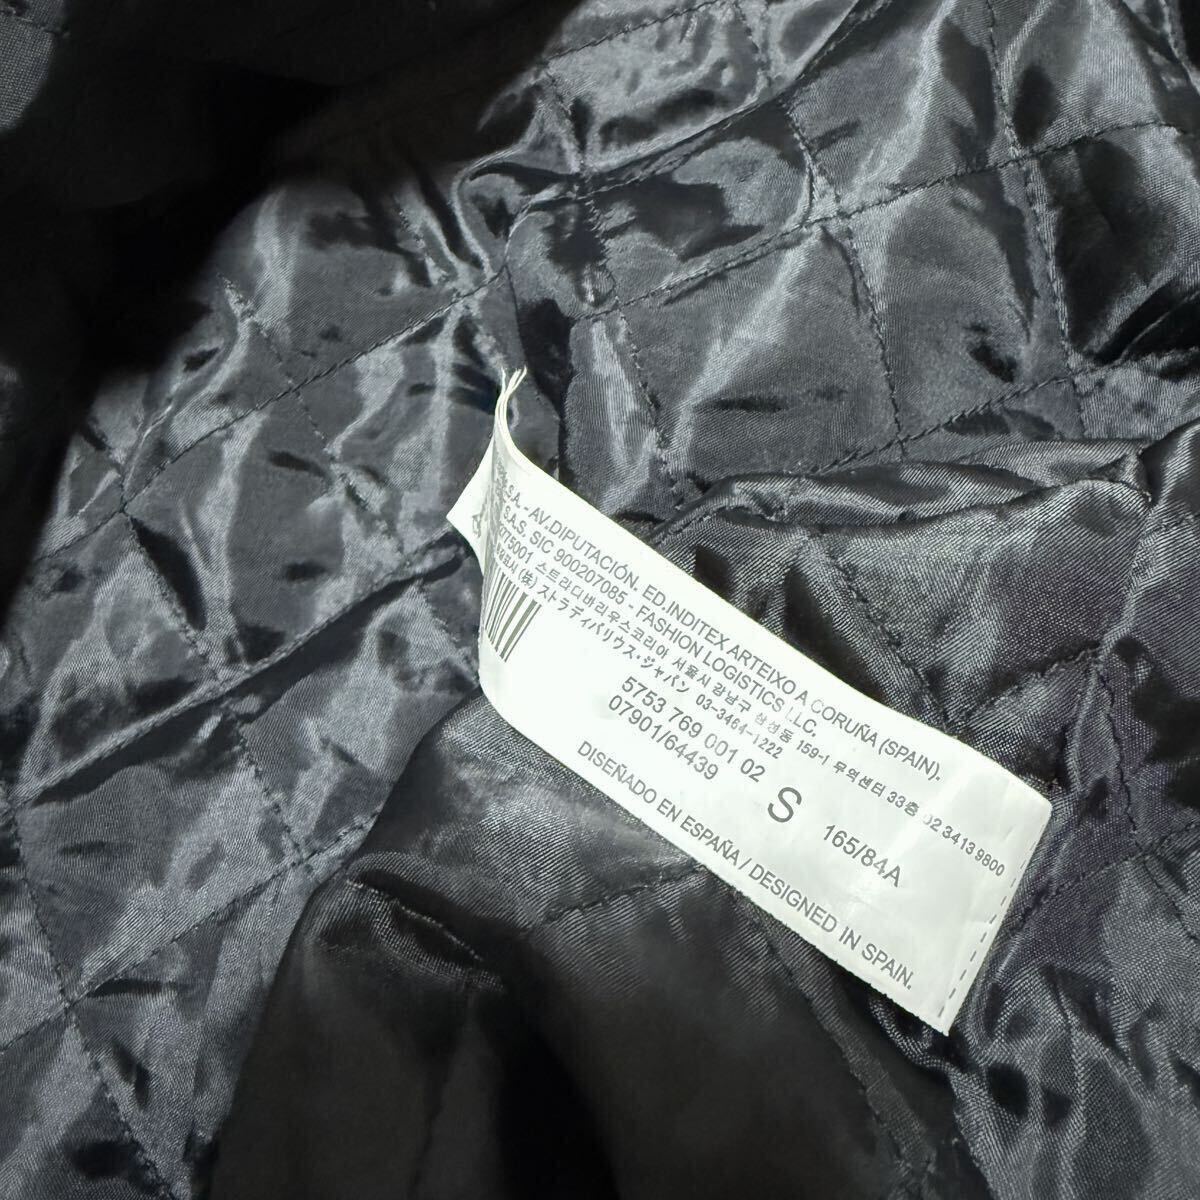 S.A. - AV.DIPUTACIÓN. ED.INDITEX ARTEIXO A CORUÑA (SPAIN).
S.A.S. SIC 900207085 - FASHION LOGISTICS LLC.
스트라디바리우스코리아 서울시 강남구 삼성동 159-1 무역센터 33층 02 3413 9800
(株) ストラディバリウス・ジャパン 03-3464-1222
5753 769 001 02
07901/64439
S 165/84A
DISEÑADO EN ESPAÑA / DESIGNED IN SPAIN.